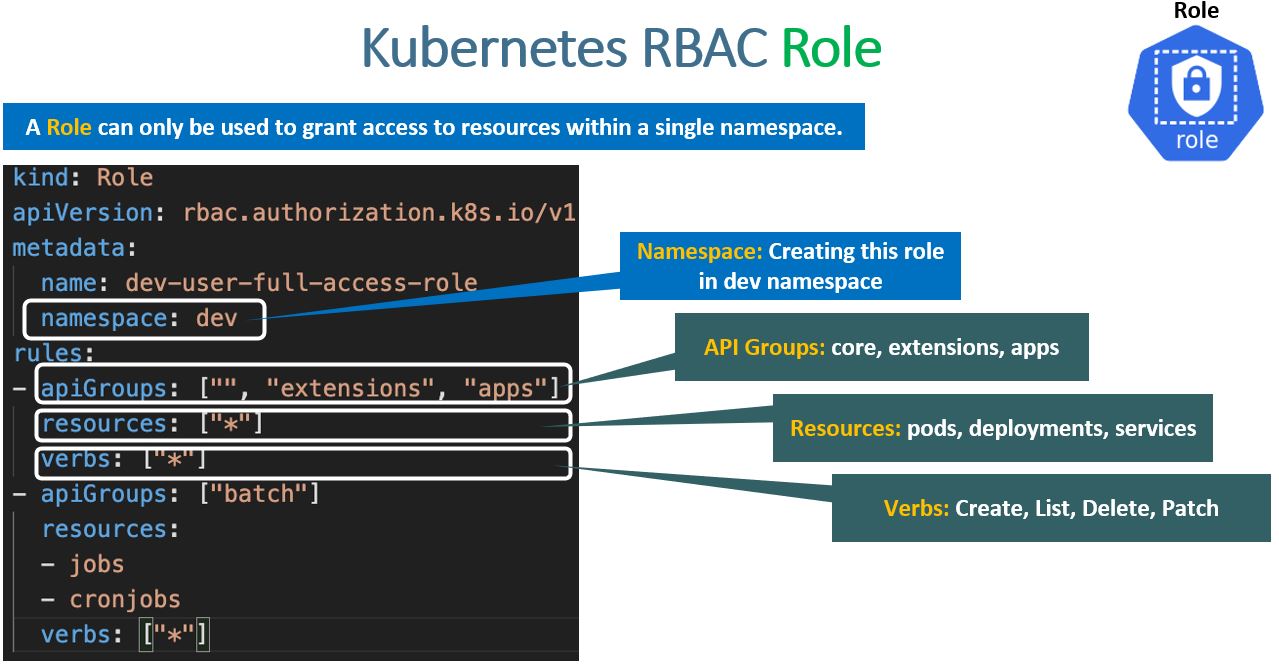 Role
Kubernetes RBAC Role
role
A Role can only be used to grant access to resources within a single namespace.
kind: Role
apiVersion: rbac.authorization.k8s.io/v1
metadata:
  name: dev-user-full-access-role
  namespace: dev
rules:
- apiGroups: ["", "extensions", "apps"]
  resources: ["*"]
  verbs: ["*"]
- apiGroups: ["batch"]
  resources:
  - jobs
  - cronjobs
  verbs: ["*"]
Namespace: Creating this role
in dev namespace
API Groups: core, extensions, apps
Resources: pods, deployments, services
Verbs: Create, List, Delete, Patch